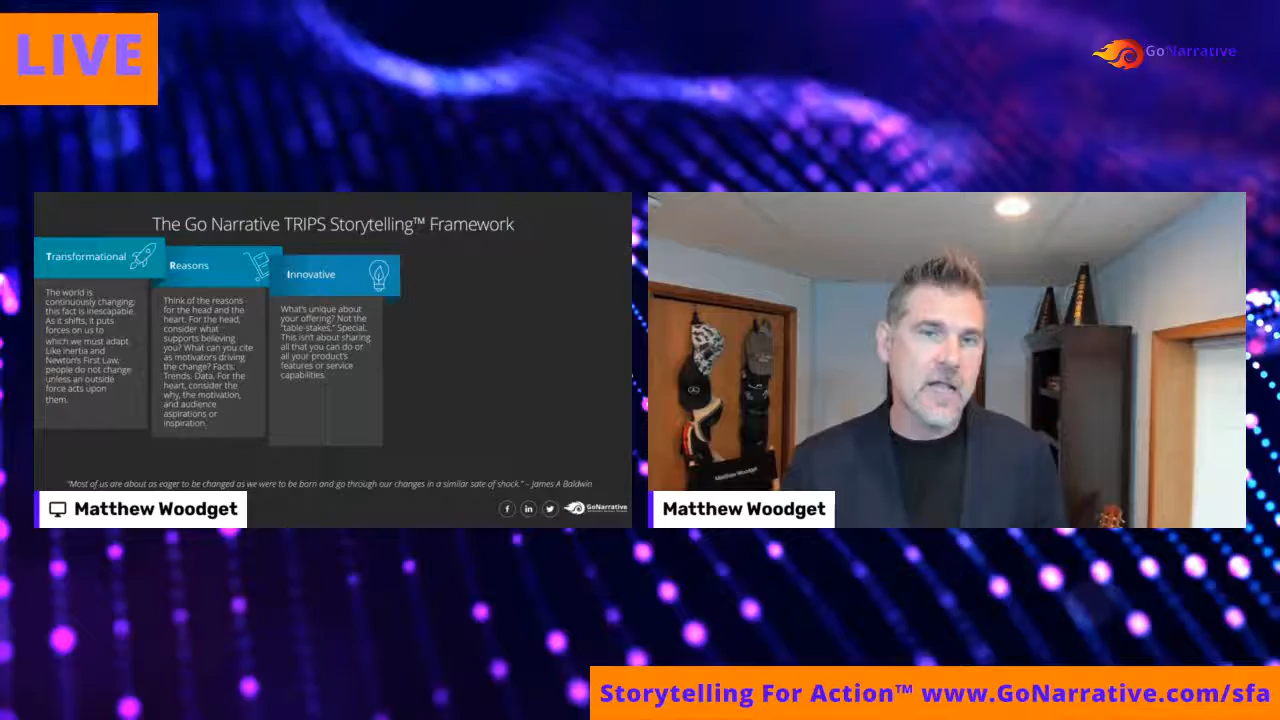 LIVE
GoNarrative
The Go Narrative TRIPS Storytelling™ Framework
Transformational
The world is
continuously changing;
this fact is inescapable.
As it shifts, it puts
forces on us to
which we must adapt.
Like inertia and
Newton's First Law,
people do not change
unless an outside
force acts upon
them.
Reasons
Think of the reasons
for the head and the
heart. For the head,
consider what
supports believing
you? What can you cite
as motivators driving
the change? Facts.
Trends. Data. For the
heart, consider the
why, the motivation,
and audience
aspirations or
inspiration.
Innovative
What's unique about
your offering? Not the
"table-stakes." Special.
This isn't about sharing
all that you can do or
all your product's
features or service
capabilities.
"Most of us are about as eager to be changed as we were to be born and go through our changes in a similar sate of shock." – James A Baldwin
Matthew Woodget
GoNarrative
Matthew Woodget
Matthew Woodget
Storytelling For Action™ www.GoNarrative.com/sfa